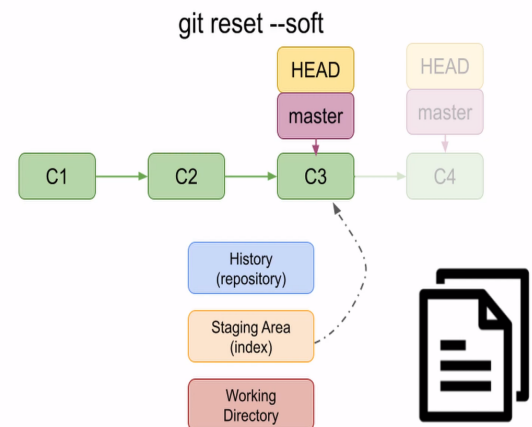 git reset --soft
HEAD
HEAD
master
master
C1
C2
C3
C4
History
(repository)
Staging Area
(index)
Working
Directory